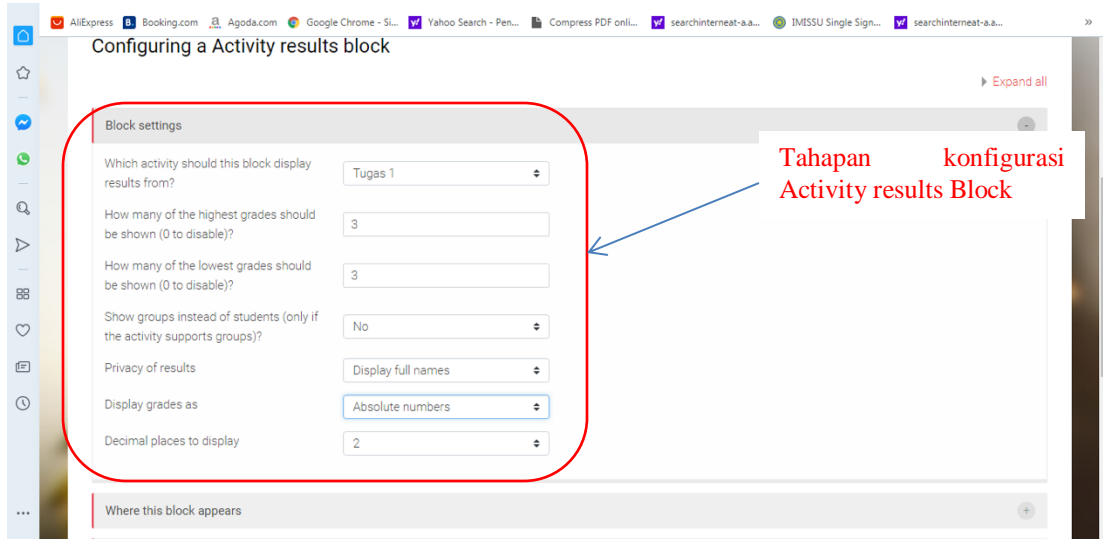 AliExpress B. Booking.com a Agoda.com Google Chrome - Si... y! Yahoo Search - Pen... Compress PDF onli... y! searchinterneat-a.a... IMISSU Single Sign... y! searchinterneat-a.a... »
Configuring a Activity results block
Expand all
Block settings
Which activity should this block display
results from?
Tugas 1
How many of the highest grades should
be shown (0 to disable)?
3
How many of the lowest grades should
be shown (0 to disable)?
3
Show groups instead of students (only if
the activity supports groups)?
No
Privacy of results
Display full names
Display grades as
Absolute numbers
Decimal places to display
2
Tahapan konfigurasi
Activity results Block
Where this block appears